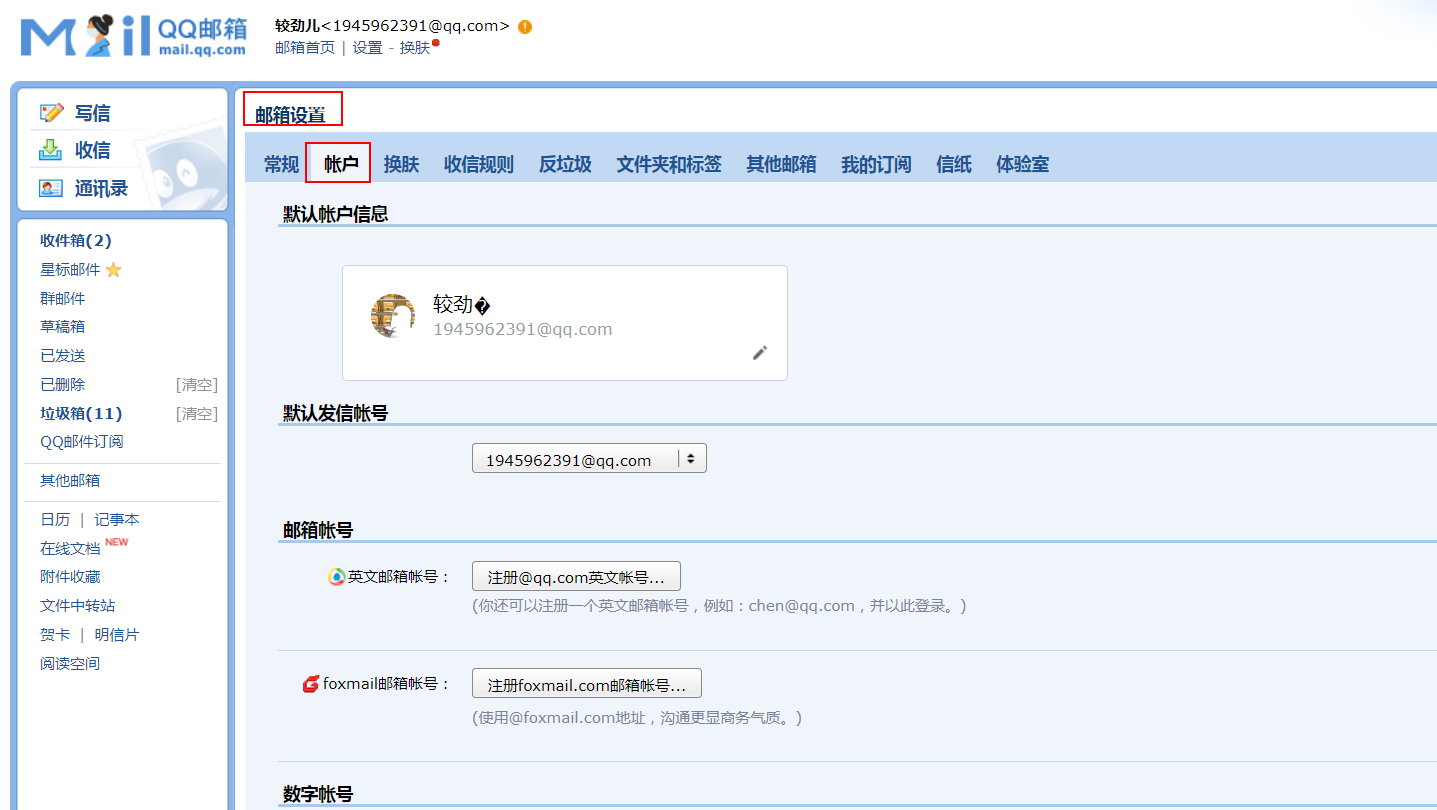 Mail QQ邮箱
mail.qq.com
较劲儿<1945962391@qq.com>
邮箱首页 | 设置 - 换肤
写信
收信
通讯录
收件箱(2)
星标邮件
群邮件
草稿箱
已发送
已删除 [清空]
垃圾箱(11) [清空]
QQ邮件订阅
其他邮箱
日历 | 记事本
在线文档 NEW
附件收藏
文件中转站
贺卡 | 明信片
阅读空间
邮箱设置
常规 帐户 换肤 收信规则 反垃圾 文件夹和标签 其他邮箱 我的订阅 信纸 体验室
默认帐户信息
较劲�
1945962391@qq.com
默认发信帐号
1945962391@qq.com
邮箱帐号
英文邮箱帐号： 注册@qq.com英文帐号...
(你还可以注册一个英文邮箱帐号，例如：chen@qq.com，并以此登录。)
foxmail邮箱帐号： 注册foxmail.com邮箱帐号...
(使用@foxmail.com地址，沟通更显商务气质。)
数字帐号